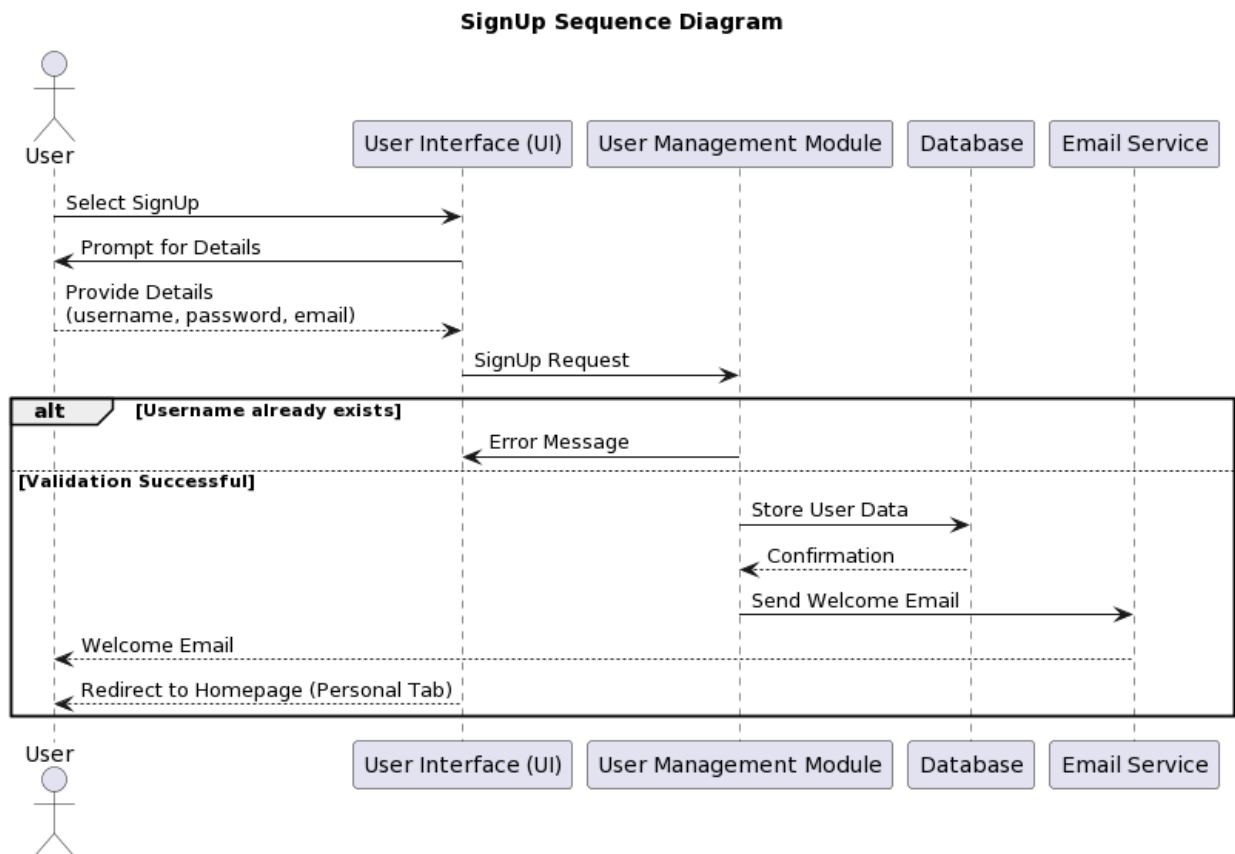 SignUp Sequence Diagram
User
User Interface (UI)
User Management Module
Database
Email Service
Select SignUp
Prompt for Details
Provide Details
(username, password, email)
SignUp Request
alt
[Username already exists]
Error Message
[Validation Successful]
Store User Data
Confirmation
Send Welcome Email
Welcome Email
Redirect to Homepage (Personal Tab)
User
User Interface (UI)
User Management Module
Database
Email Service